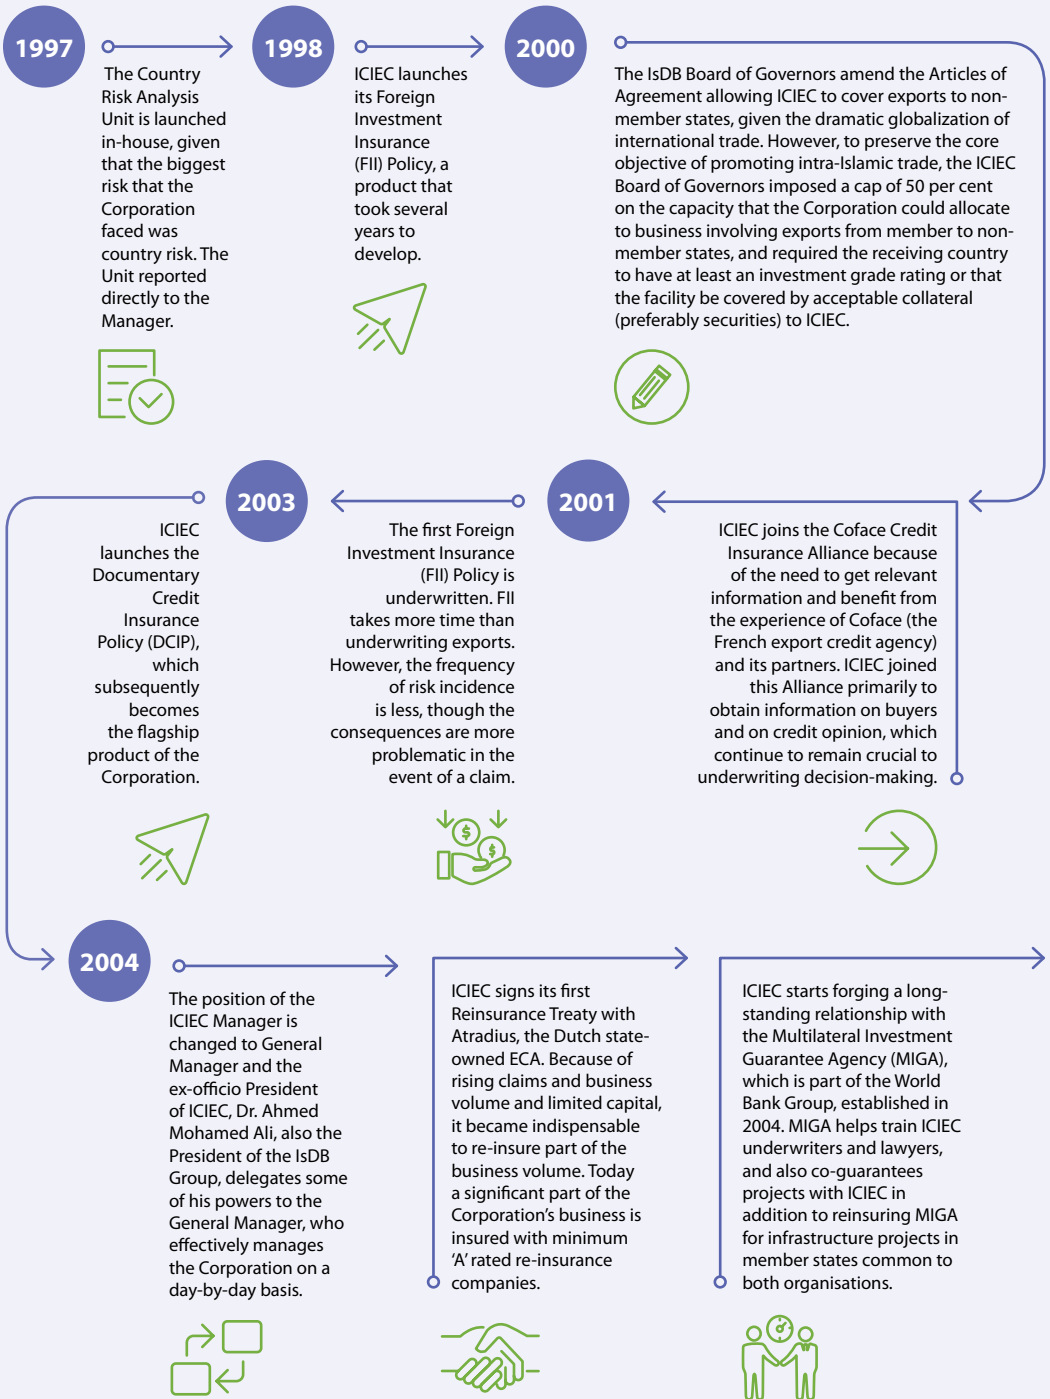 1997
The Country
Risk Analysis
Unit is launched
in-house, given
that the biggest
risk that the
Corporation
faced was
country risk. The
Unit reported
directly to the
Manager.
1998
ICIEC launches
its Foreign
Investment
Insurance
(FII) Policy, a
product that
took several
years to
develop.
2000
The IsDB Board of Governors amend the Articles of
Agreement allowing ICIEC to cover exports to non-
member states, given the dramatic globalization of
international trade. However, to preserve the core
objective of promoting intra-Islamic trade, the ICIEC
Board of Governors imposed a cap of 50 per cent
on the capacity that the Corporation could allocate
to business involving exports from member to non-
member states, and required the receiving country
to have at least an investment grade rating or that
the facility be covered by acceptable collateral
(preferably securities) to ICIEC.
ICIEC joins the Coface Credit
Insurance Alliance because
of the need to get relevant
information and benefit from
the experience of Coface (the
French export credit agency)
and its partners. ICIEC joined
this Alliance primarily to
obtain information on buyers
and on credit opinion, which
continue to remain crucial to
underwriting decision-making.
2001
The first Foreign
Investment Insurance
(FII) Policy is
underwritten. FII
takes more time than
underwriting exports.
However, the frequency
of risk incidence
is less, though the
consequences are more
problematic in the
event of a claim.
2003
ICIEC
launches the
Documentary
Credit
Insurance
Policy (DCIP),
which
subsequently
becomes
the flagship
product of the
Corporation.
2004
The position of the
ICIEC Manager is
changed to General
Manager and the
ex-officio President
of ICIEC, Dr. Ahmed
Mohamed Ali, also the
President of the IsDB
Group, delegates some
of his powers to the
General Manager, who
effectively manages
the Corporation on a
day-by-day basis.
ICIEC signs its first
Reinsurance Treaty with
Atradius, the Dutch state-
owned ECA. Because of
rising claims and business
volume and limited capital,
it became indispensable
to re-insure part of the
business volume. Today
a significant part of the
Corporation's business is
insured with minimum
'A' rated re-insurance
companies.
ICIEC starts forging a long-
standing relationship with
the Multilateral Investment
Guarantee Agency (MIGA),
which is part of the World
Bank Group, established in
2004. MIGA helps train ICIEC
underwriters and lawyers,
and also co-guarantees
projects with ICIEC in
addition to reinsuring MIGA
for infrastructure projects in
member states common to
both organisations.